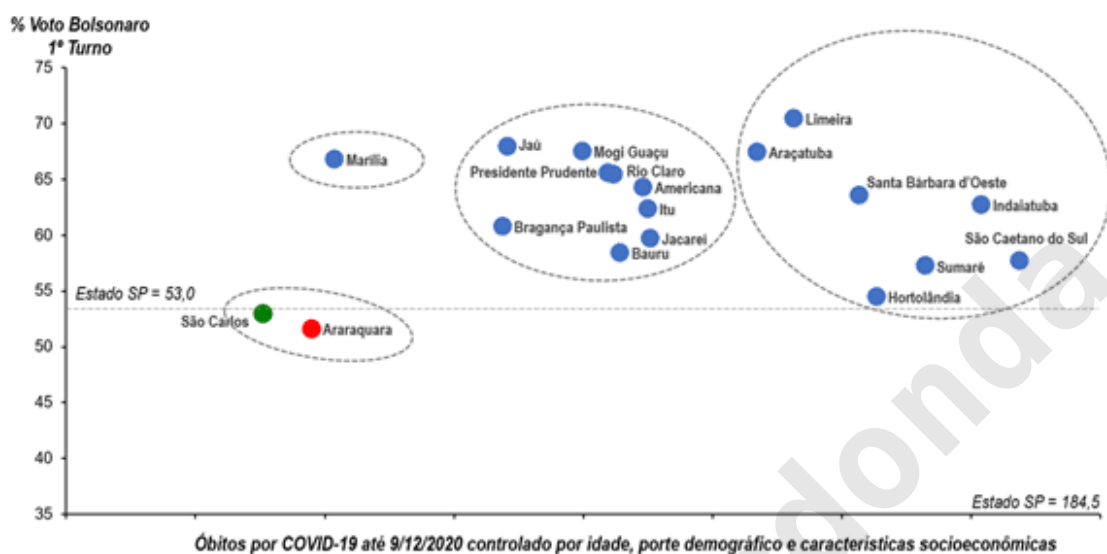 % Voto Bolsonaro
1º Turno
75
70
65
60
55
50
45
40
35
Limeira
Jaú
Mogi Guaçu
Araçatuba
Marília
Presidente Prudente
Rio Claro
Americana
Santa Bárbara d'Oeste
Itu
Indaiatuba
Bragança Paulista
Jacareí
São Caetano do Sul
Bauru
Sumaré
Hortolândia
Estado SP = 53,0
São Carlos
Araraquara
Estado SP = 184,5
Óbitos por COVID-19 até 9/12/2020 controlado por idade, porte demográfico e características socioeconômicas
donda